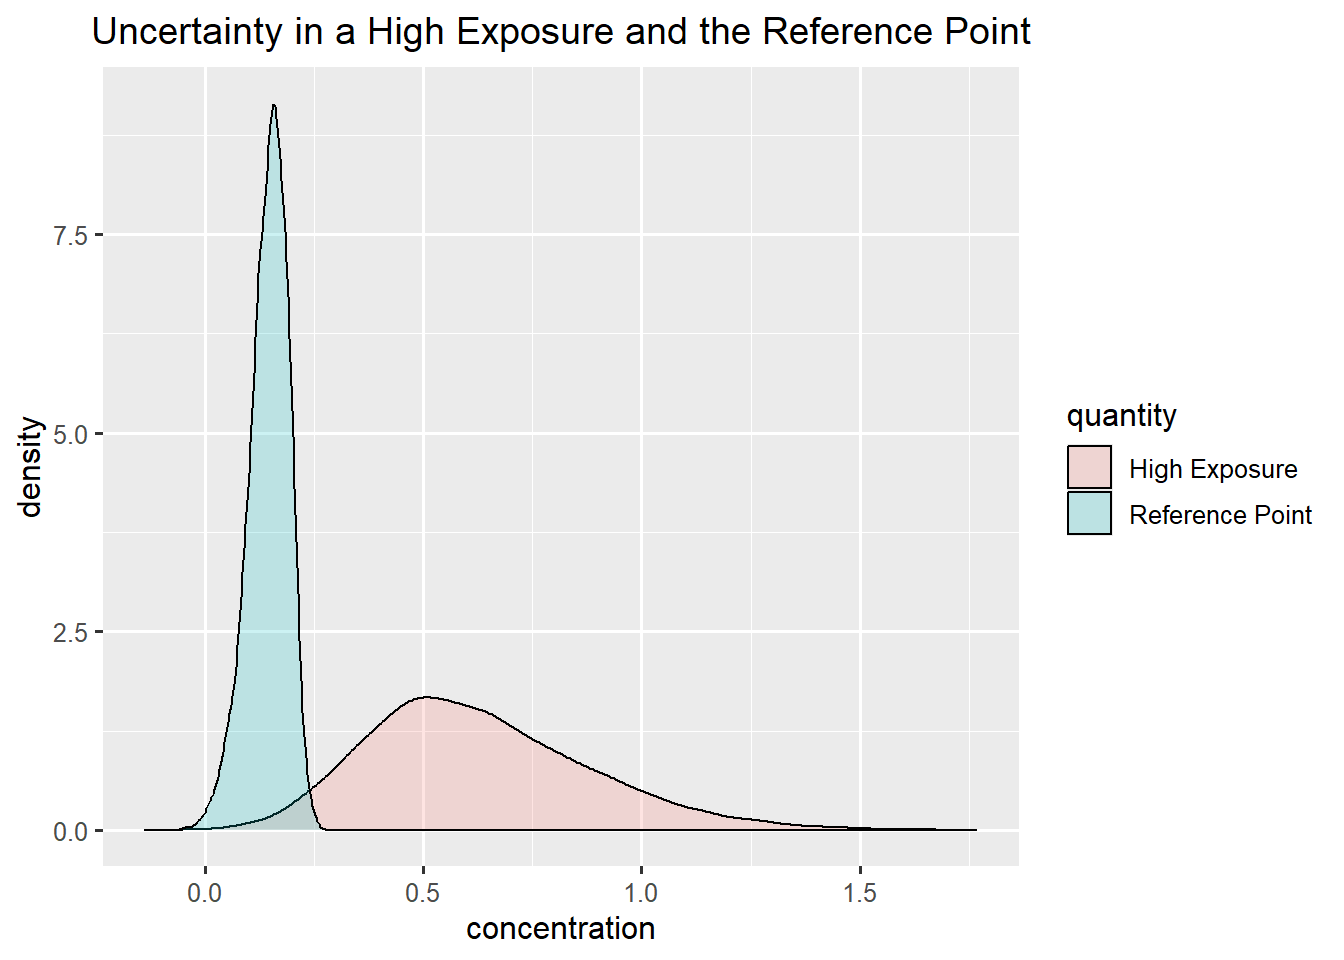 Uncertainty in a High Exposure and the Reference Point
7.5
5.0
2.5
0.0
density
0.0 0.5 1.0 1.5
concentration
quantity
High Exposure
Reference Point